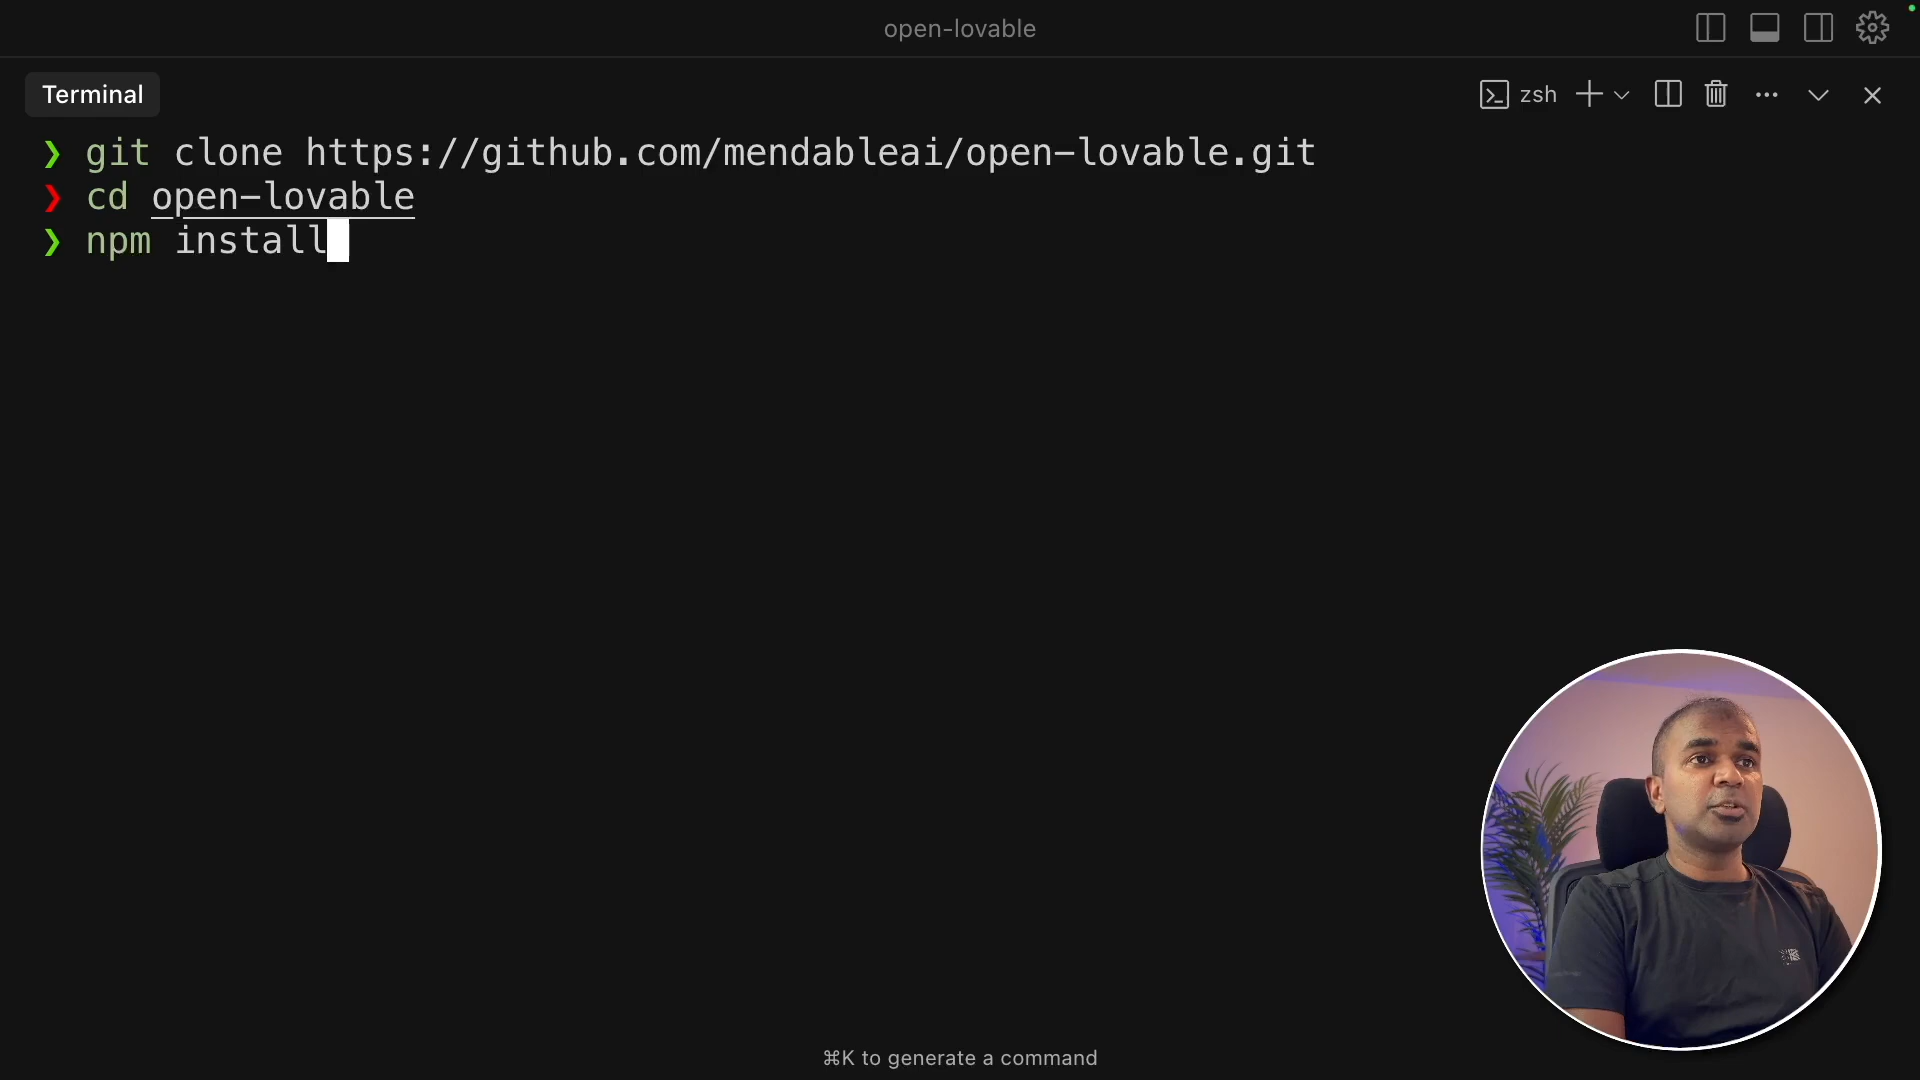 open-lovable
Terminal
zsh
❯ git clone https://github.com/mendableai/open-lovable.git
❯ cd open-lovable
❯ npm install
⌘K to generate a command